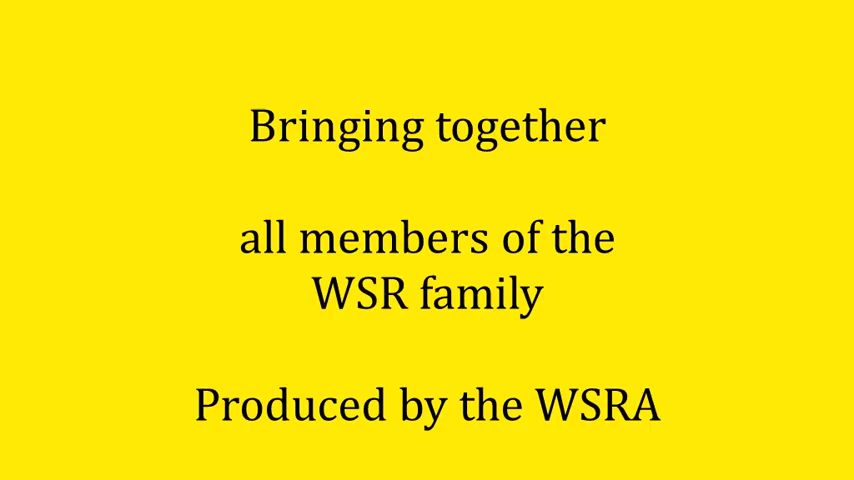 Bringing together
all members of the
WSR family
Produced by the WSRA